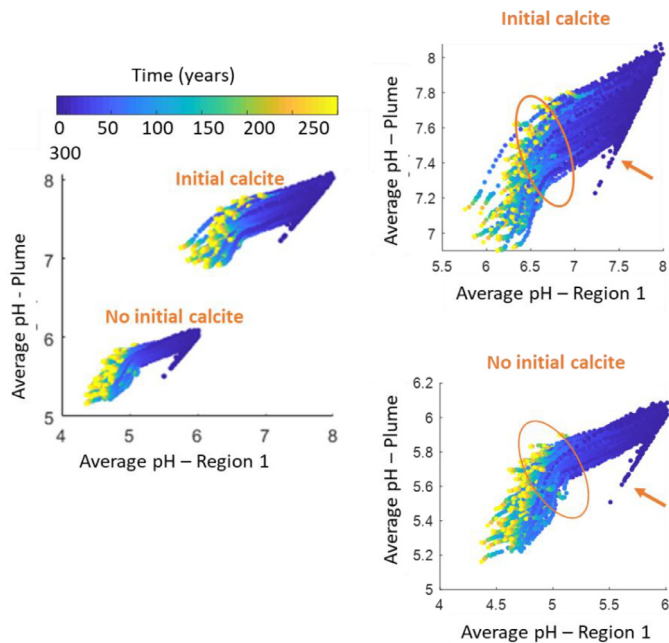 Time (years)
0 50 100 150 200 250
300
Average pH - Plume
8
7
6
5
Initial calcite
No initial calcite
4 5 6 7 8
Average pH – Region 1
Initial calcite
Average pH – Plume
8
7.8
7.6
7.4
7.2
7
5.5 6 6.5 7 7.5 8
Average pH – Region 1
No initial calcite
Average pH – Plume
6.2
6
5.8
5.6
5.4
5.2
5
4 4.5 5 5.5 6
Average pH – Region 1